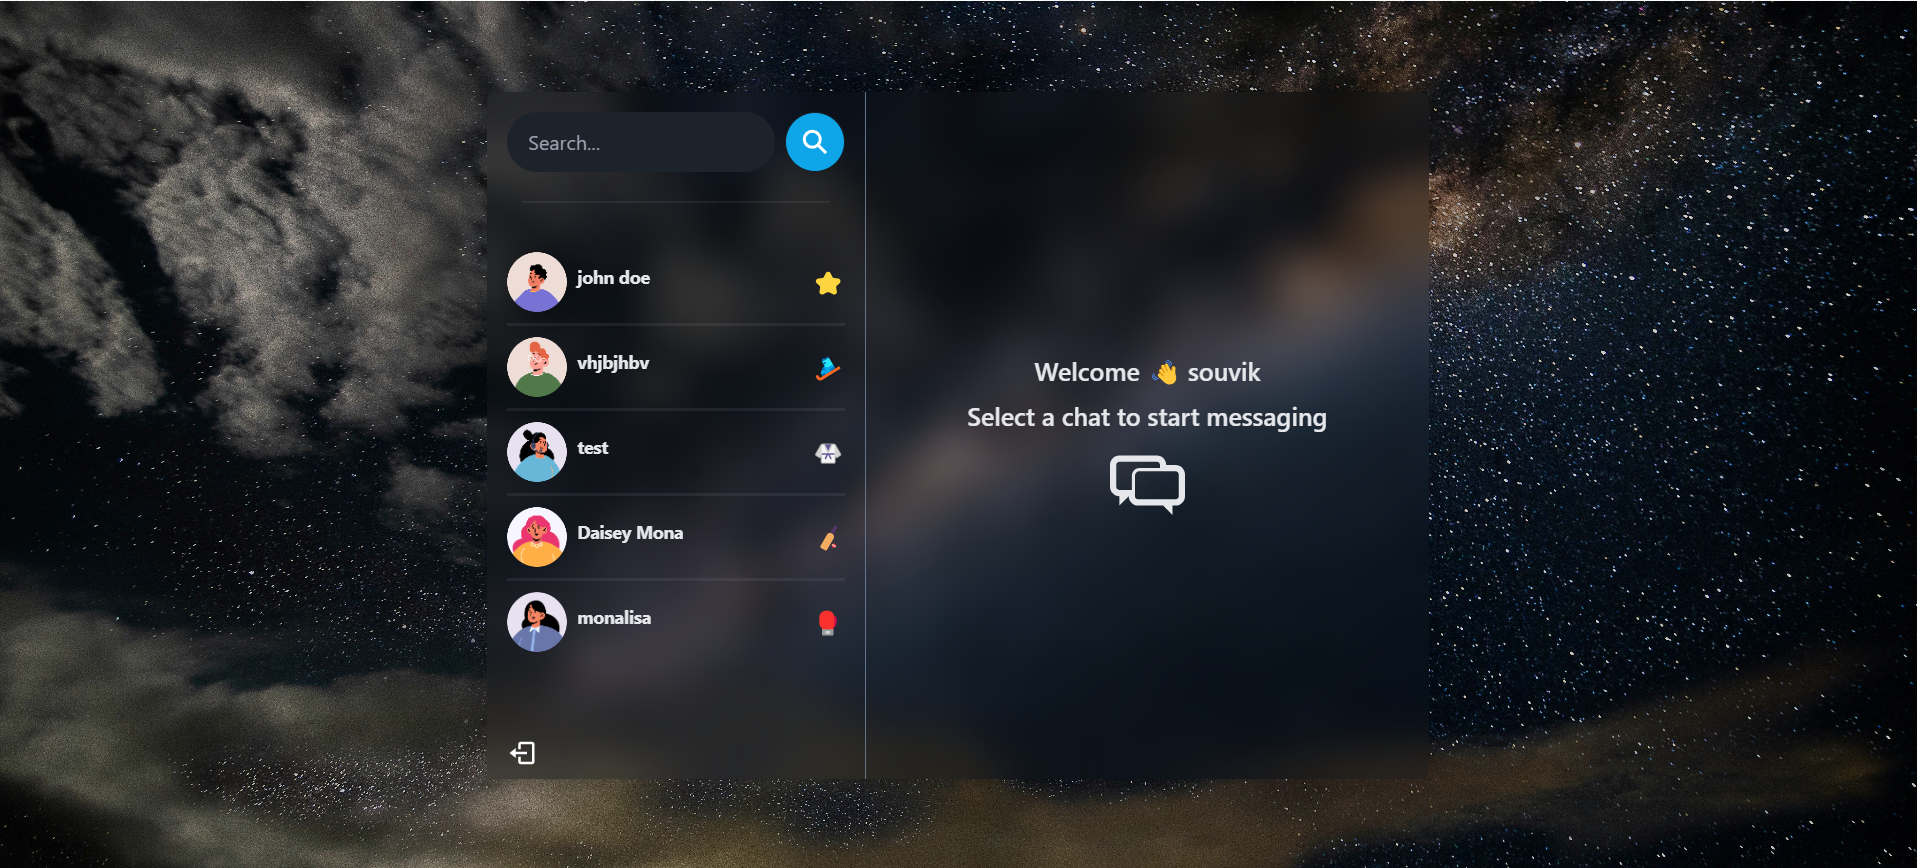 Search...
john doe
vhjbjhbv
test
Daisey Mona
monalisa
Welcome 👋 souvik
Select a chat to start messaging